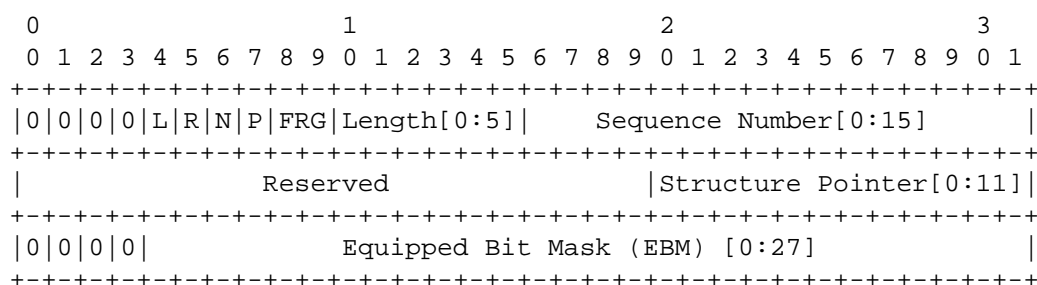 0                   1                   2                   3
 0 1 2 3 4 5 6 7 8 9 0 1 2 3 4 5 6 7 8 9 0 1 2 3 4 5 6 7 8 9 0 1
+-+-+-+-+-+-+-+-+-+-+-+-+-+-+-+-+-+-+-+-+-+-+-+-+-+-+-+-+-+-+-+-+
|0|0|0|0|L|R|N|P|FRG|Length[0:5]|    Sequence Number[0:15]      |
+-+-+-+-+-+-+-+-+-+-+-+-+-+-+-+-+-+-+-+-+-+-+-+-+-+-+-+-+-+-+-+-+
|               Reserved                |Structure Pointer[0:11]|
+-+-+-+-+-+-+-+-+-+-+-+-+-+-+-+-+-+-+-+-+-+-+-+-+-+-+-+-+-+-+-+-+
|0|0|0|0|            Equipped Bit Mask (EBM) [0:27]             |
+-+-+-+-+-+-+-+-+-+-+-+-+-+-+-+-+-+-+-+-+-+-+-+-+-+-+-+-+-+-+-+-+